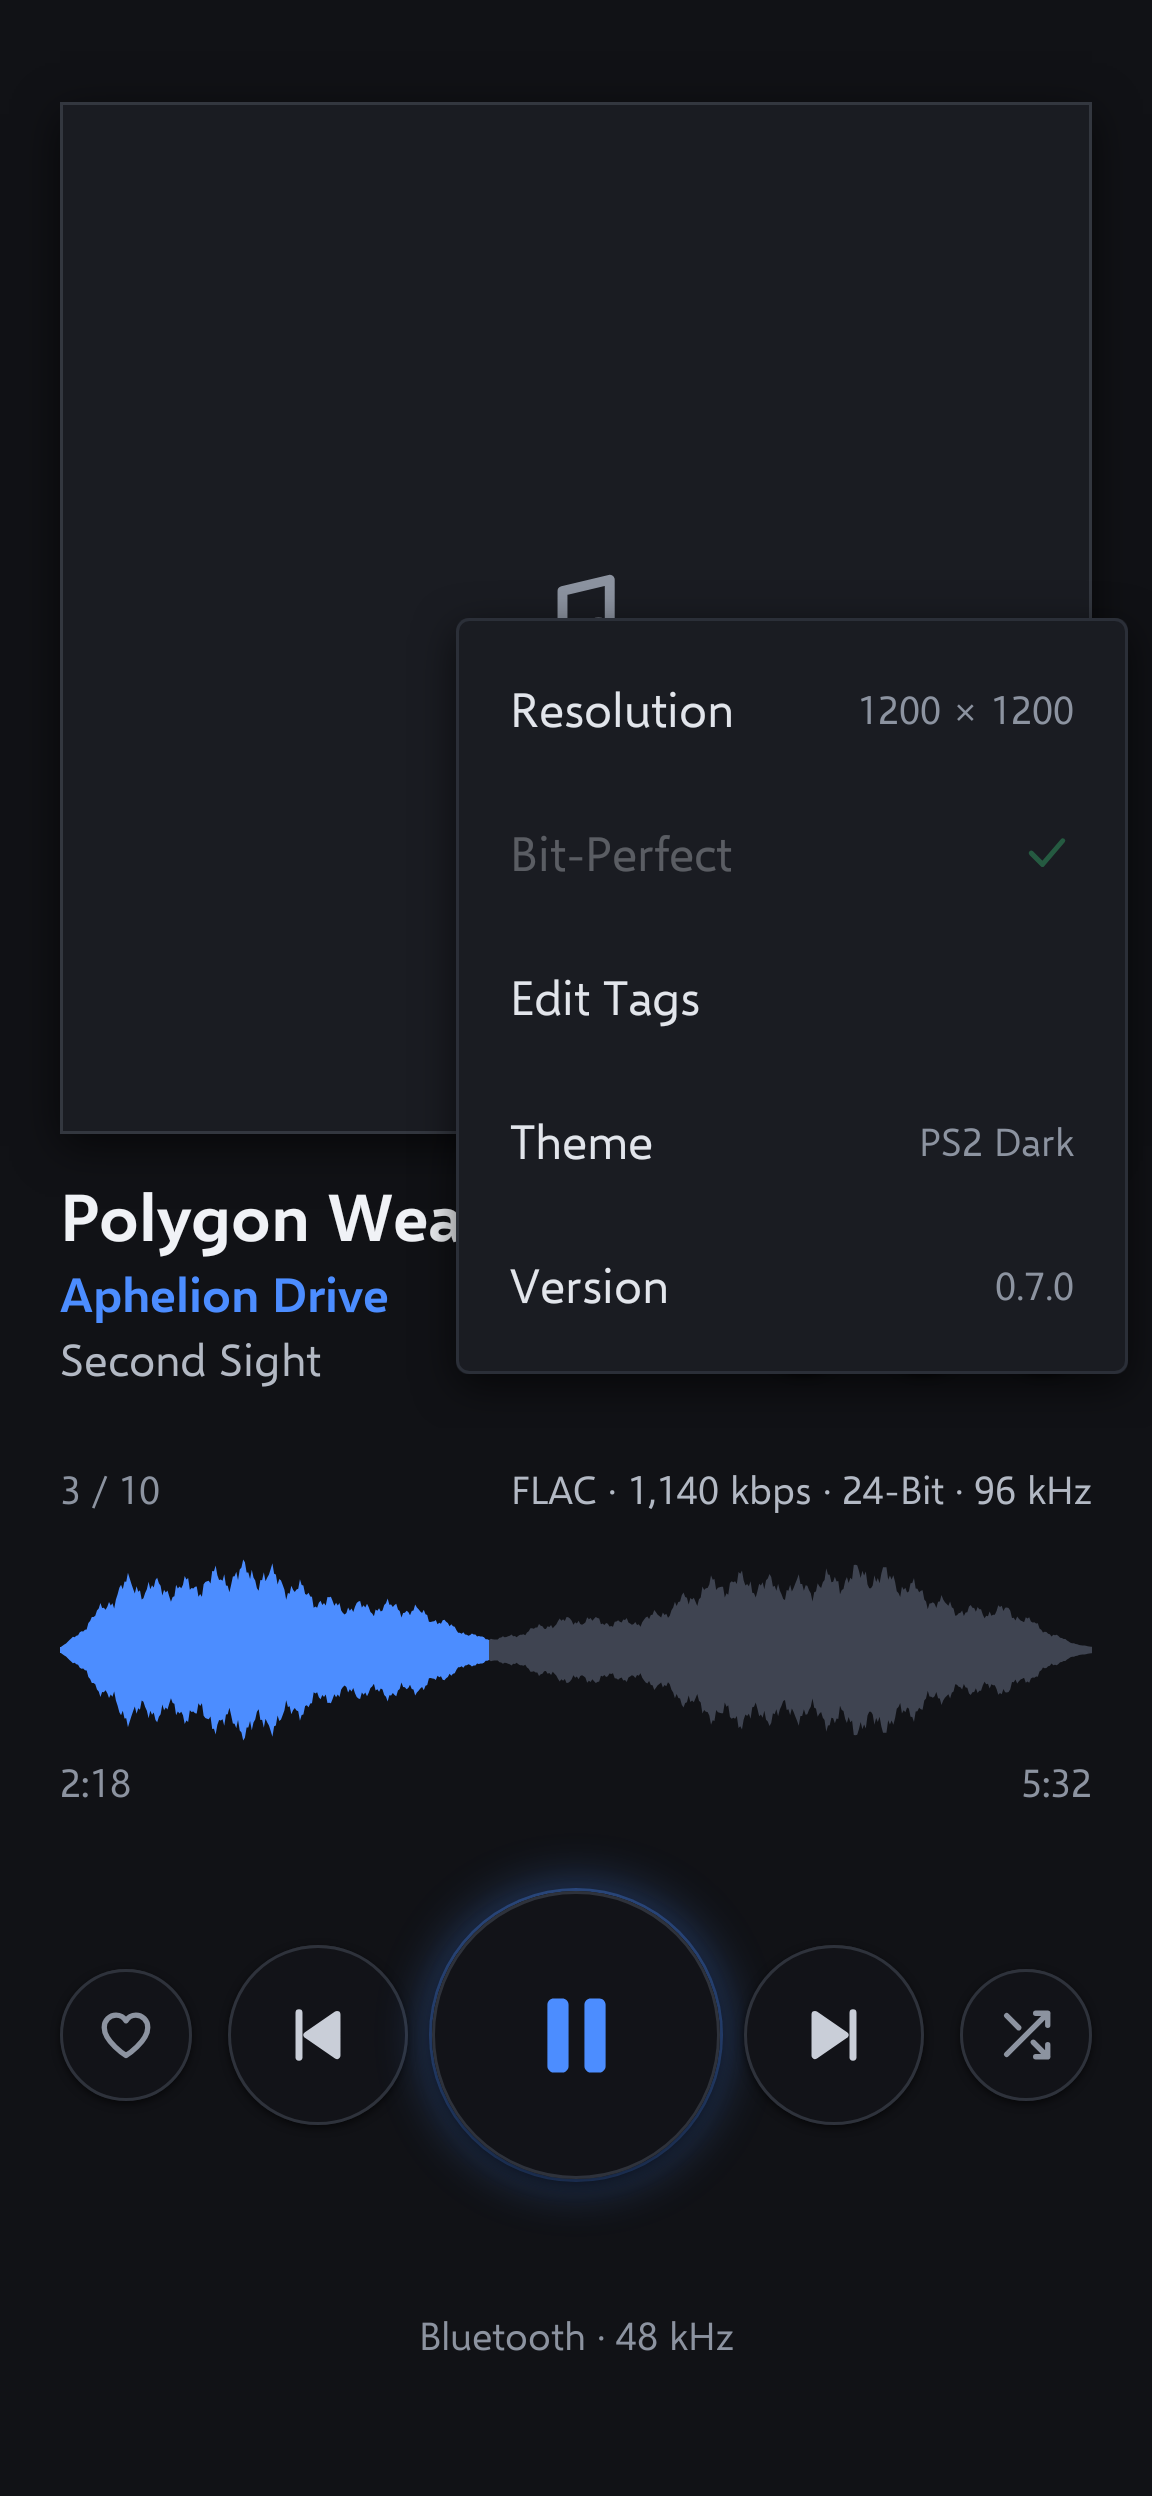 Resolution 1200 × 1200
Bit-Perfect
Edit Tags
Theme PS2 Dark
Version 0.7.0
Polygon
Aphelion Drive
Second Sight
3 / 10 FLAC · 1,140 kbps · 24-Bit · 96 kHz
2:18 5:32
Bluetooth · 48 kHz